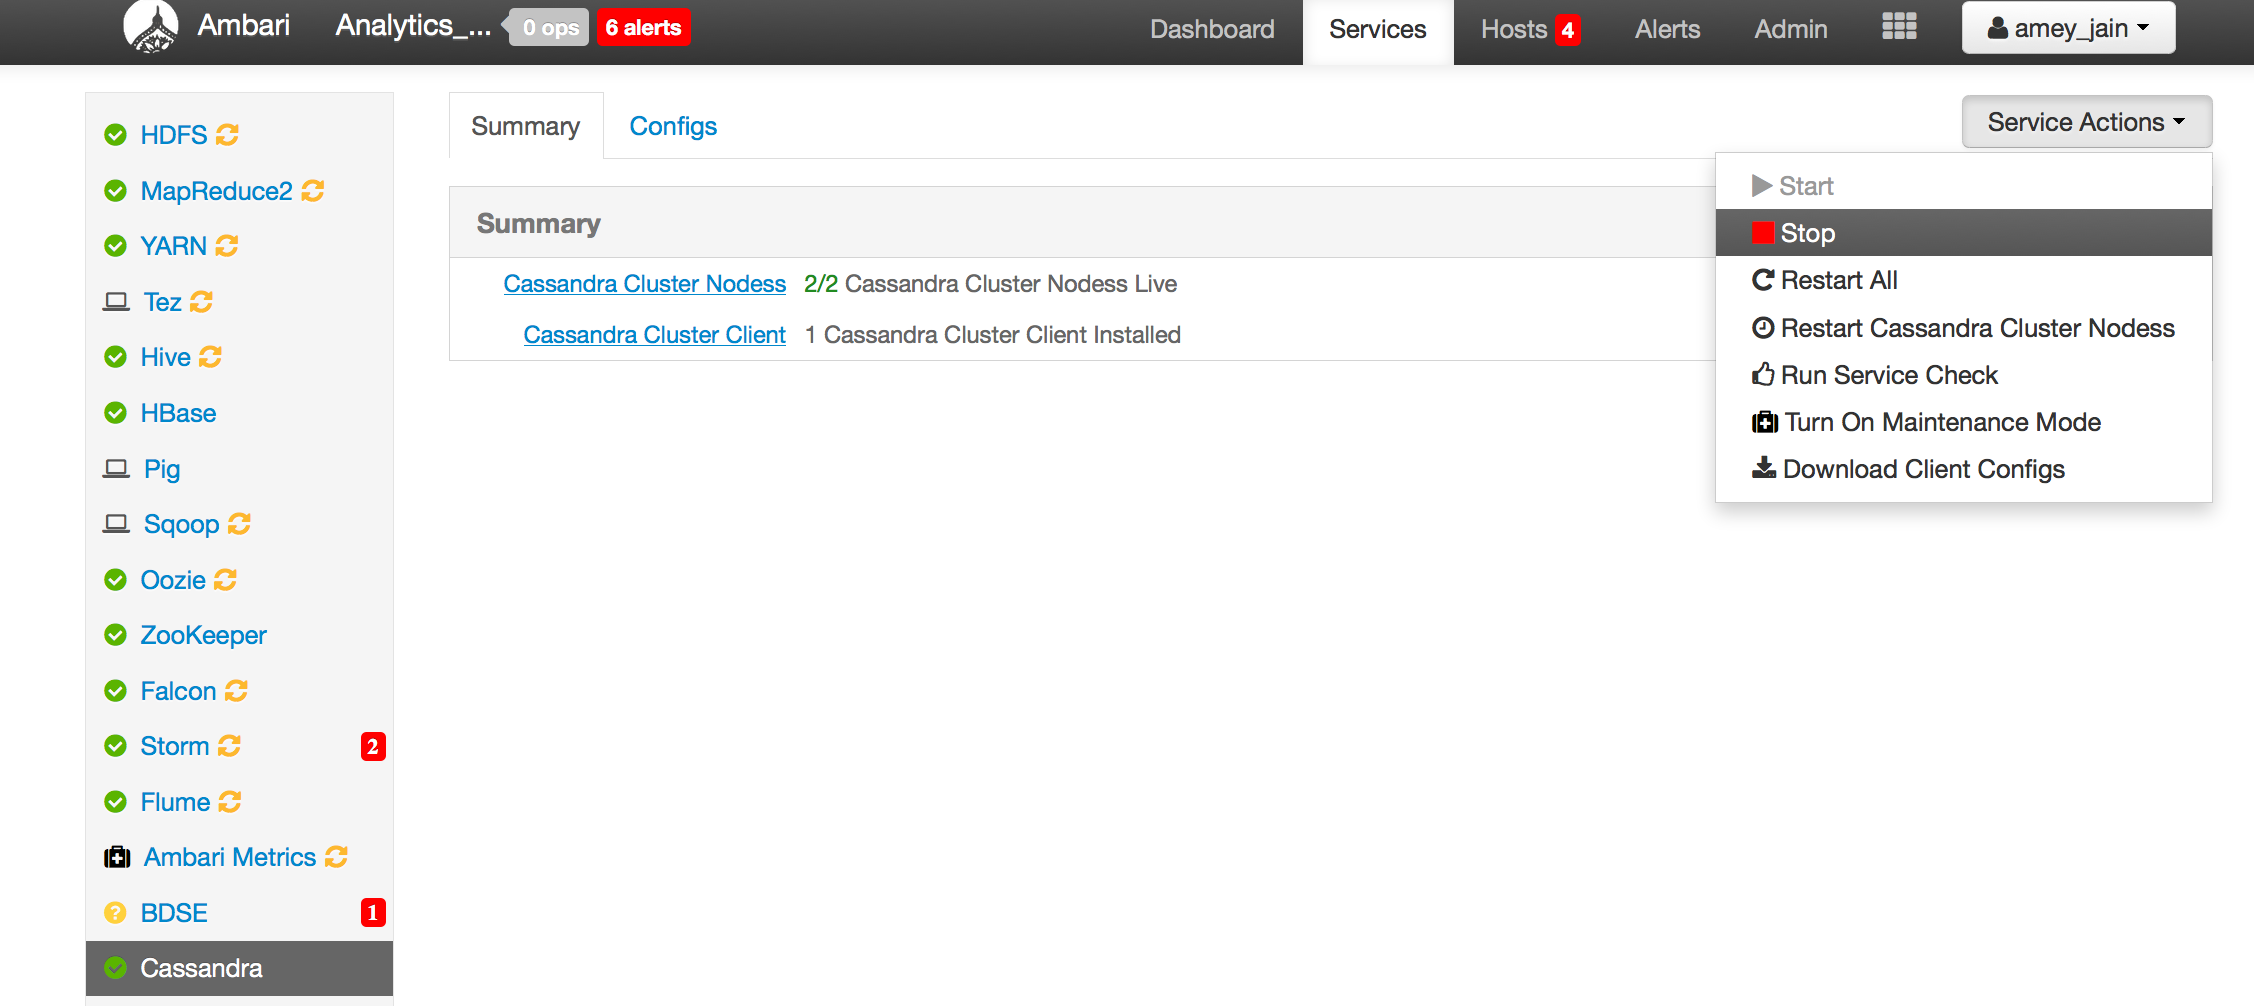 Ambari Analytics_... 0 ops 6 alerts Dashboard Services Hosts 4 Alerts Admin amey_jain
HDFS
MapReduce2
YARN
Tez
Hive
HBase
Pig
Sqoop
Oozie
ZooKeeper
Falcon
Storm 2
Flume
Ambari Metrics
BDSE 1
Cassandra
Summary Configs
Summary
Cassandra Cluster Nodess 2/2 Cassandra Cluster Nodess Live
Cassandra Cluster Client 1 Cassandra Cluster Client Installed
Service Actions
Start
Stop
Restart All
Restart Cassandra Cluster Nodess
Run Service Check
Turn On Maintenance Mode
Download Client Configs